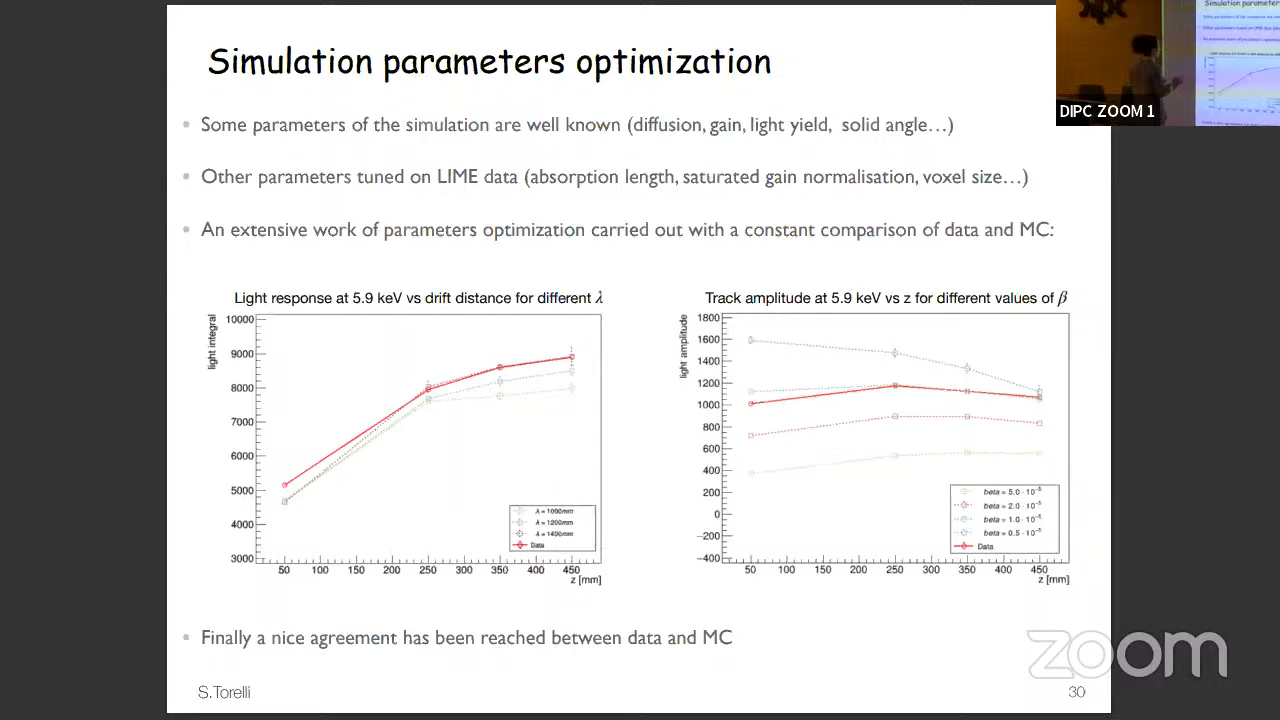 Simulation parameters optimization
Some parameters of the simulation are well known (diffusion, gain, light yield, solid angle…)
Other parameters tuned on LIME data (absorption length, saturated gain normalisation, voxel size…)
An extensive work of parameters optimization carried out with a constant comparison of data and MC:
Light response at 5.9 keV vs drift distance for different λ
light integral
10000
9000
8000
7000
6000
5000
4000
3000
50 100 150 200 250 300 350 400 450
z [mm]
λ = 1000mm
λ = 1200mm
λ = 1400mm
Data
Track amplitude at 5.9 keV vs z for different values of β
light amplitude
1800
1600
1400
1200
1000
800
600
400
200
0
−200
−400
50 100 150 200 250 300 350 400 450
z [mm]
beta = 5.0 · 10⁻⁵
beta = 2.0 · 10⁻⁵
beta = 1.0 · 10⁻⁵
beta = 0.5 · 10⁻⁵
Data
Finally a nice agreement has been reached between data and MC
S.Torelli
30
DIPC ZOOM 1
Simulation parameters
zoom